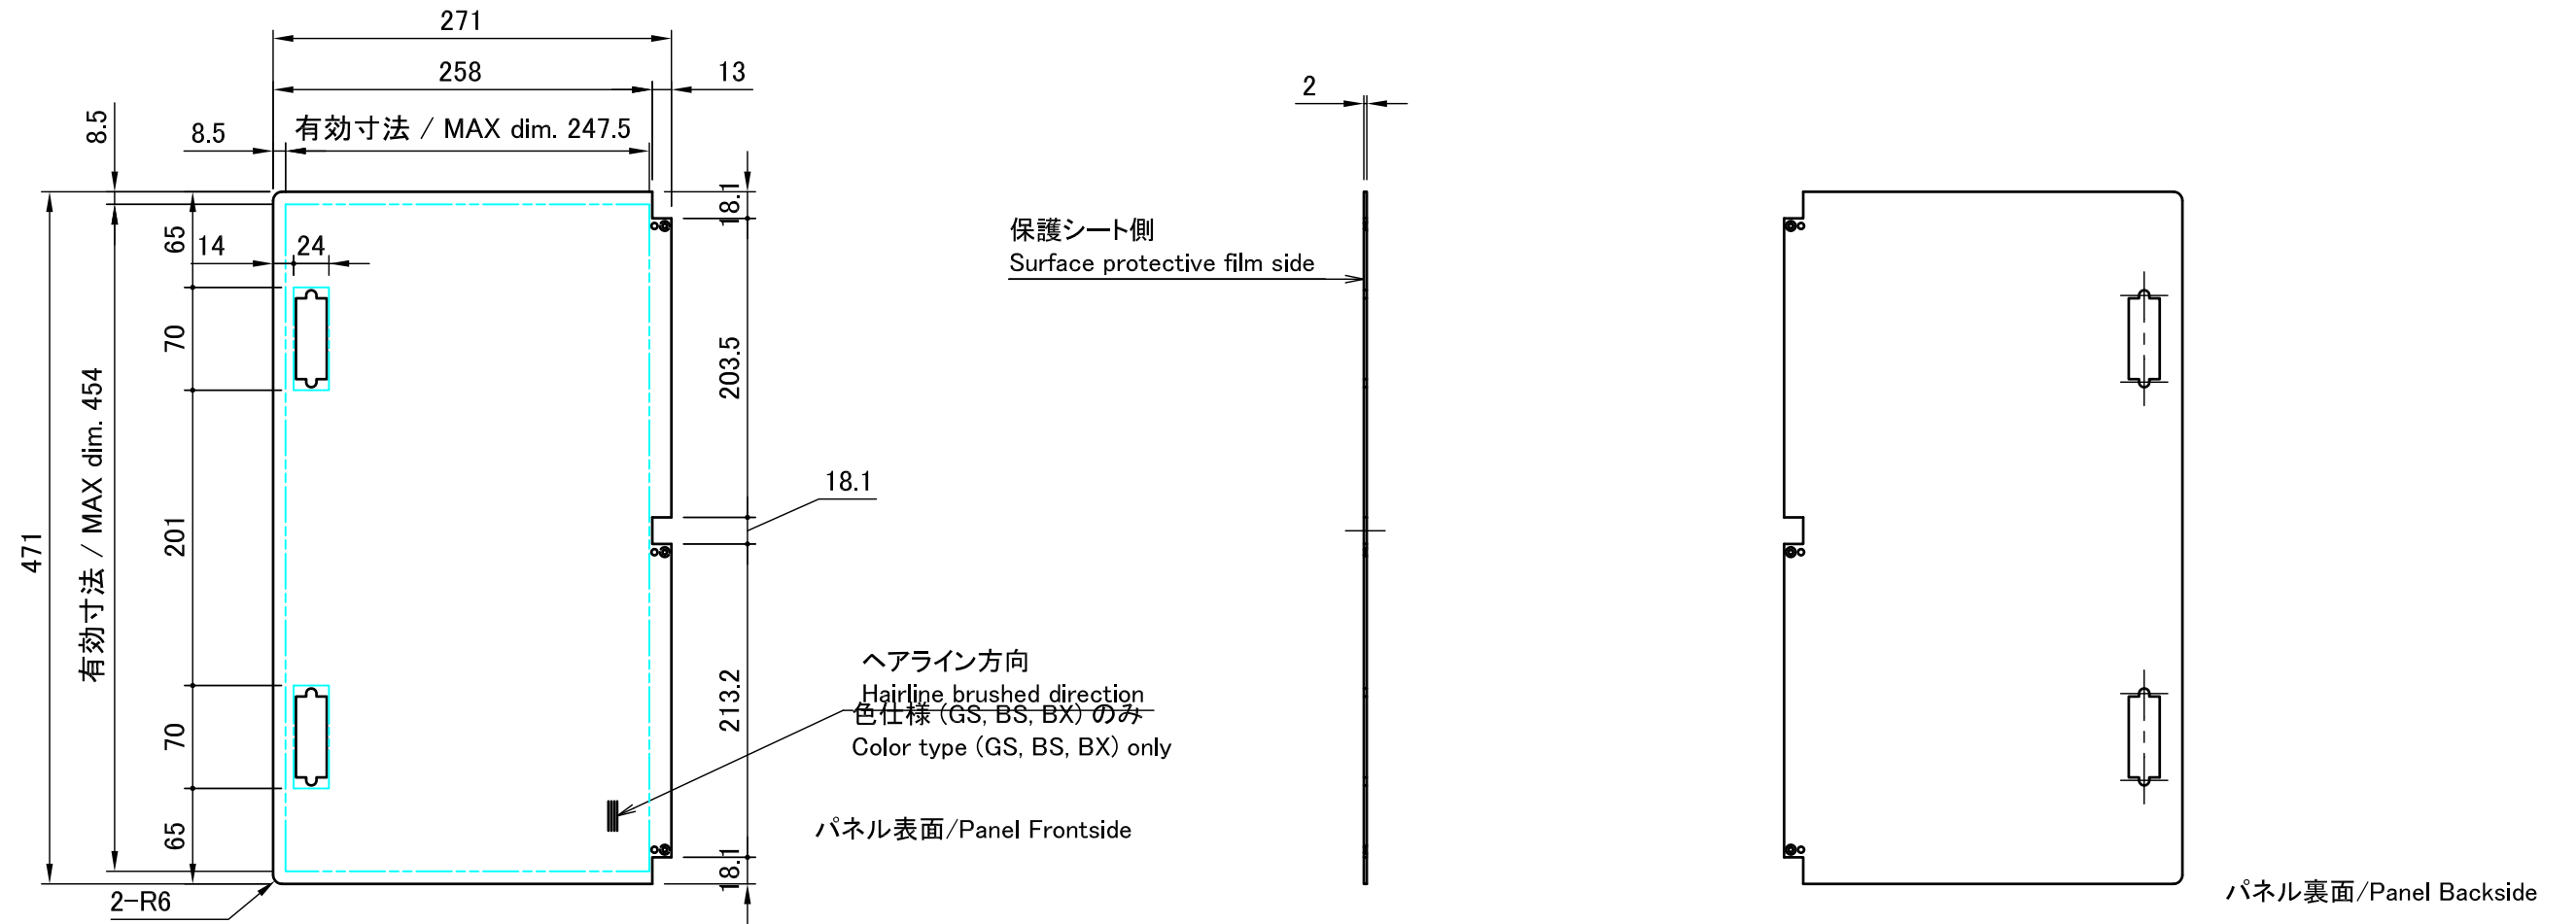 271
258
13
8.5
8.5
有効寸法 / MAX dim. 247.5
2
18.1
65
14
24
保護シート側
Surface protective film side
70
203.5
有効寸法 / MAX dim. 454
471
201
18.1
ヘアライン方向
Hairline brushed direction
色仕様 (GS, BS, BX) のみ
Color type (GS, BS, BX) only
213.2
70
65
パネル表面/Panel Frontside
18.1
2-R6
パネル裏面/Panel Backside